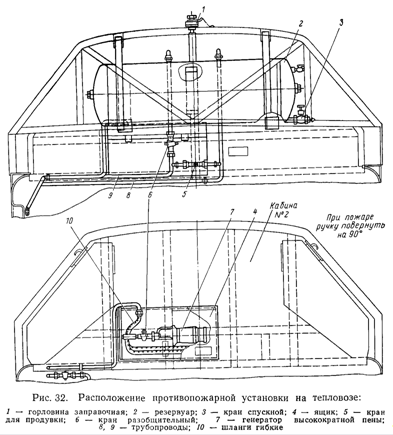 1
2
3
9
8
6
5
7
4
Кабина
№2
При пожаре
ручку повернуть
на 90°
10
Рис. 32. Расположение противопожарной установки на тепловозе:
1 — горловина заправочная; 2 — резервуар; 3 — кран спускной; 4 — ящик; 5 — кран
для продувки; 6 — кран разобщительный; 7 — генератор высокократной пены;
8, 9 — трубопроводы; 10 — шланги гибкие